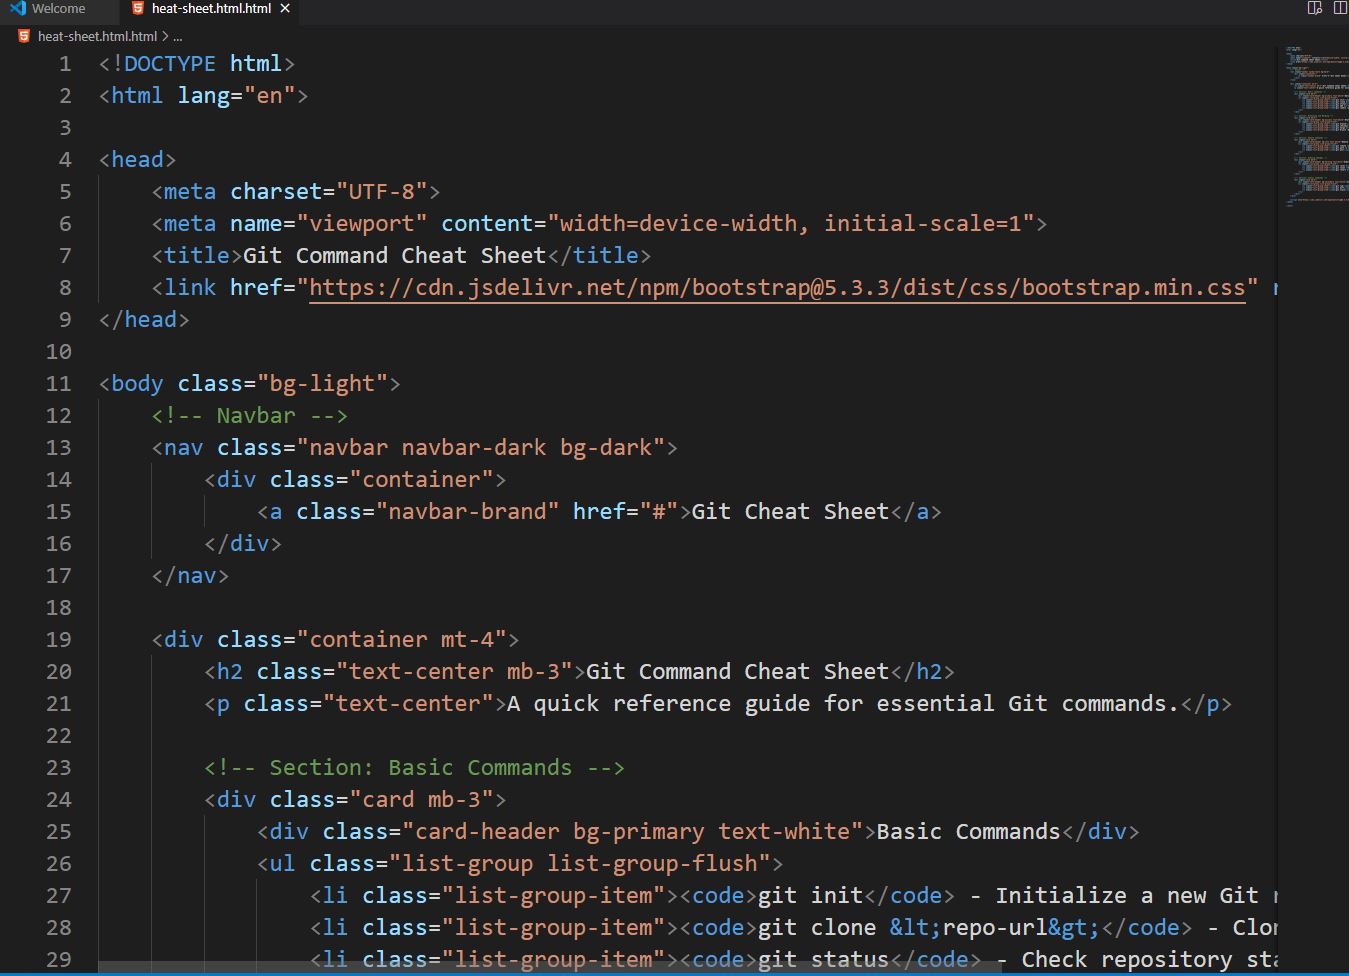 Welcome
heat-sheet.html.html
heat-sheet.html.html > ...
1 <!DOCTYPE html>
2 <html lang="en">
3
4 <head>
5 <meta charset="UTF-8">
6 <meta name="viewport" content="width=device-width, initial-scale=1">
7 <title>Git Command Cheat Sheet</title>
8 <link href="https://cdn.jsdelivr.net/npm/bootstrap@5.3.3/dist/css/bootstrap.min.css"
9 </head>
10
11 <body class="bg-light">
12 <!-- Navbar -->
13 <nav class="navbar navbar-dark bg-dark">
14 <div class="container">
15 <a class="navbar-brand" href="#">Git Cheat Sheet</a>
16 </div>
17 </nav>
18
19 <div class="container mt-4">
20 <h2 class="text-center mb-3">Git Command Cheat Sheet</h2>
21 <p class="text-center">A quick reference guide for essential Git commands.</p>
22
23 <!-- Section: Basic Commands -->
24 <div class="card mb-3">
25 <div class="card-header bg-primary text-white">Basic Commands</div>
26 <ul class="list-group list-group-flush">
27 <li class="list-group-item"><code>git init</code> - Initialize a new Git
28 <li class="list-group-item"><code>git clone &lt;repo-url&gt;</code> - Clon
29 <li class="list-group-item"><code>git status</code> - Check repository sta